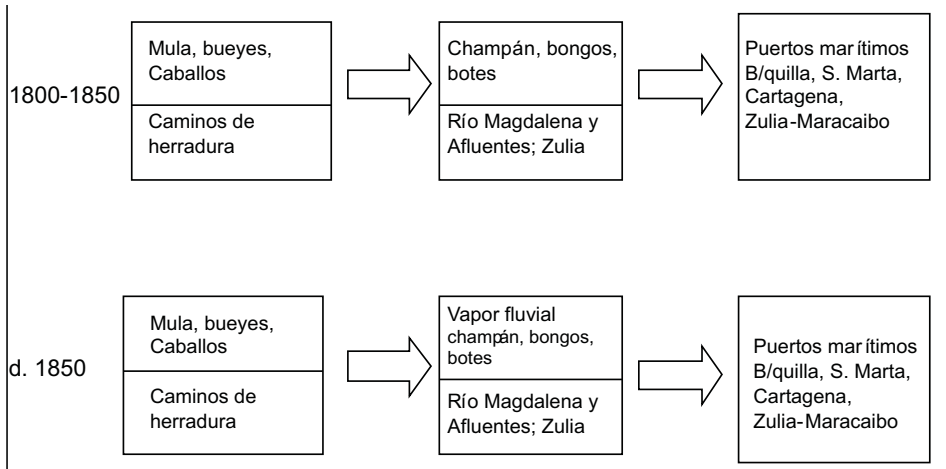 1800-1850
Mula, bueyes,
Caballos
Caminos de
herradura
Champán, bongos,
botes
Río Magdalena y
Afluentes; Zulia
Puertos marítimos
B/quilla, S. Marta,
Cartagena,
Zulia-Maracaibo
d. 1850
Mula, bueyes,
Caballos
Caminos de
herradura
Vapor fluvial
champán, bongos,
botes
Río Magdalena y
Afluentes; Zulia
Puertos marítimos
B/quilla, S. Marta,
Cartagena,
Zulia-Maracaibo